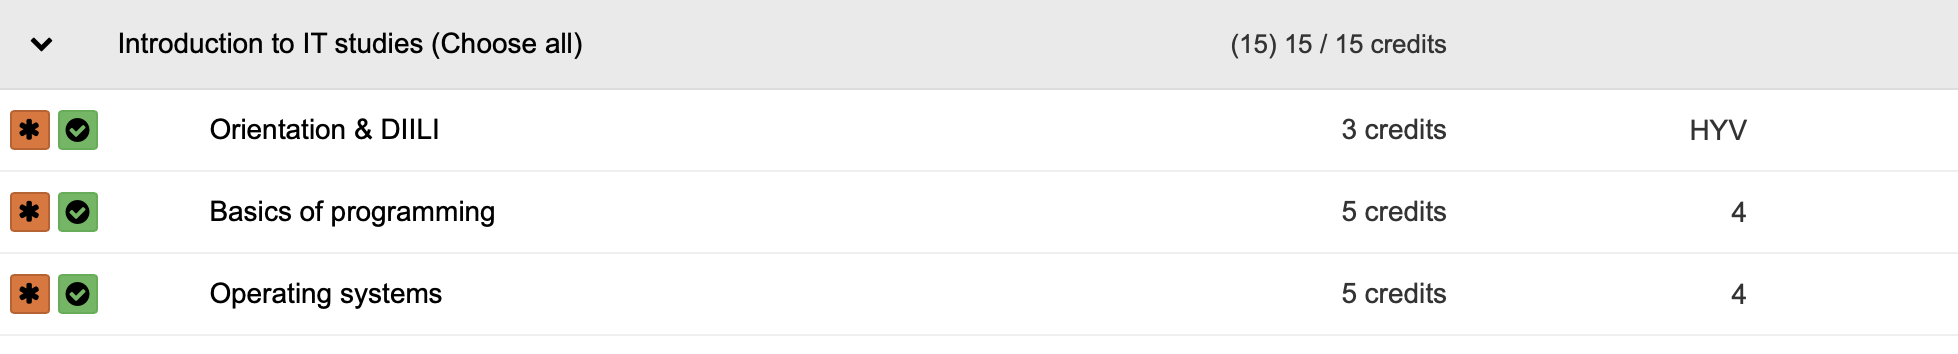 Introduction to IT studies (Choose all) (15) 15 / 15 credits
Orientation & DIILI 3 credits HYV
Basics of programming 5 credits 4
Operating systems 5 credits 4